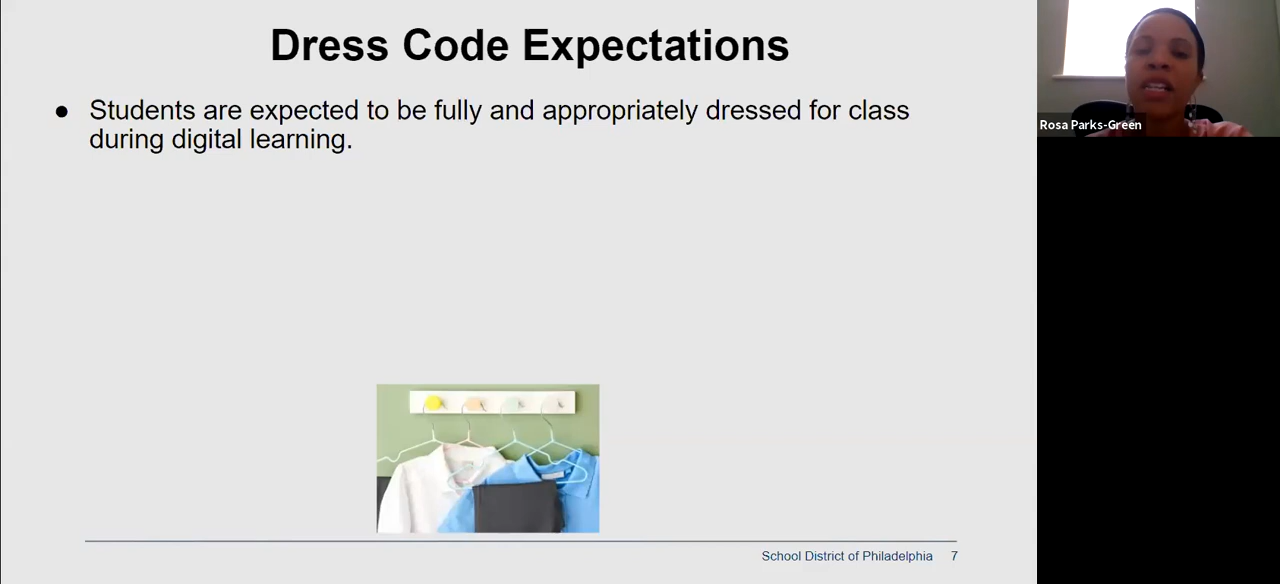 Dress Code Expectations
● Students are expected to be fully and appropriately dressed for class
during digital learning.
Rosa Parks-Green
School District of Philadelphia 7